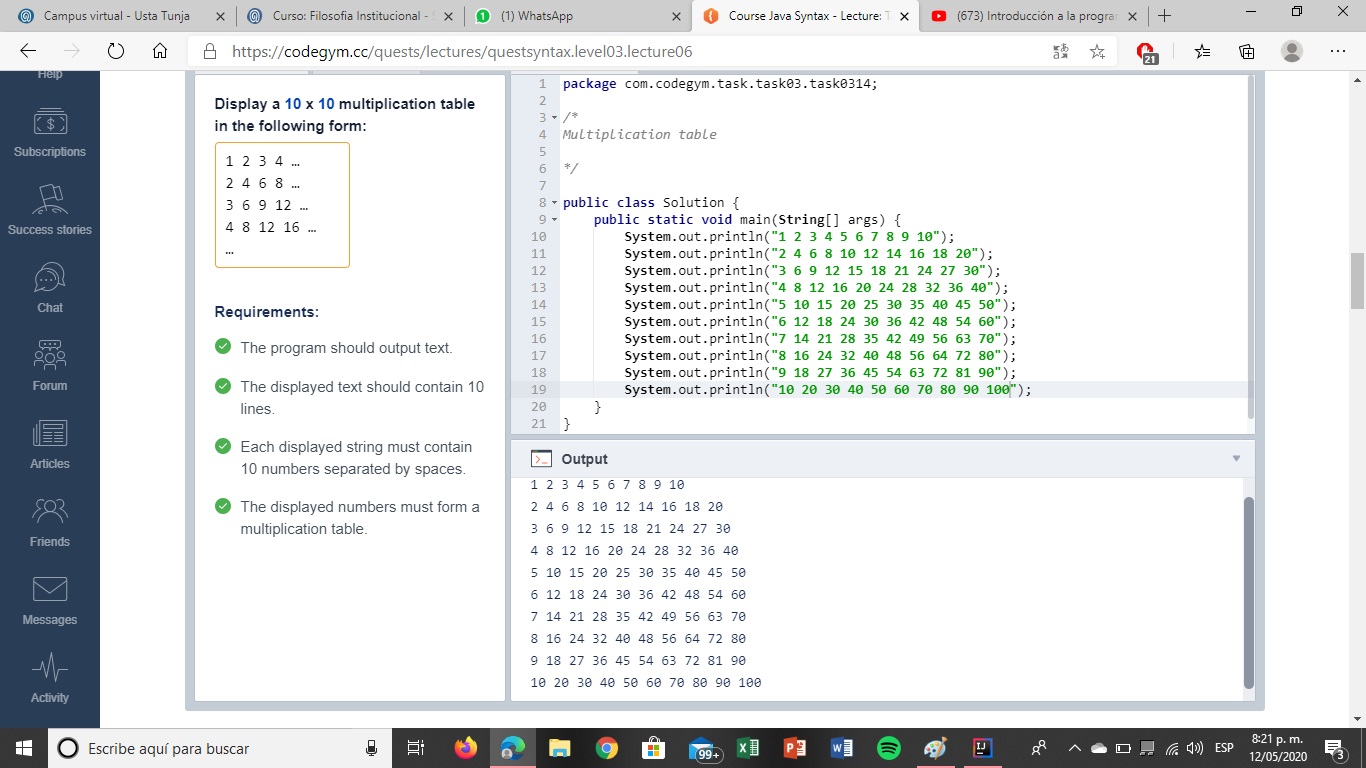 Campus virtual - Usta Tunja
Curso: Filosofia Institucional -
(1) WhatsApp
Course Java Syntax - Lecture: T
(673) Introducción a la progra
https://codegym.cc/quests/lectures/questsyntax.level03.lecture06
21
Help
Subscriptions
Success stories
Chat
Forum
Articles
Friends
Messages
Activity
Display a 10 x 10 multiplication table
in the following form:
1 2 3 4 …
2 4 6 8 …
3 6 9 12 …
4 8 12 16 …
…
Requirements:
The program should output text.
The displayed text should contain 10
lines.
Each displayed string must contain
10 numbers separated by spaces.
The displayed numbers must form a
multiplication table.
1 package com.codegym.task.task03.task0314;
2
3 /*
4 Multiplication table
5
6 */
7
8 public class Solution {
9 public static void main(String[] args) {
10 System.out.println("1 2 3 4 5 6 7 8 9 10");
11 System.out.println("2 4 6 8 10 12 14 16 18 20");
12 System.out.println("3 6 9 12 15 18 21 24 27 30");
13 System.out.println("4 8 12 16 20 24 28 32 36 40");
14 System.out.println("5 10 15 20 25 30 35 40 45 50");
15 System.out.println("6 12 18 24 30 36 42 48 54 60");
16 System.out.println("7 14 21 28 35 42 49 56 63 70");
17 System.out.println("8 16 24 32 40 48 56 64 72 80");
18 System.out.println("9 18 27 36 45 54 63 72 81 90");
19 System.out.println("10 20 30 40 50 60 70 80 90 100");
20 }
21 }
Output
1 2 3 4 5 6 7 8 9 10
2 4 6 8 10 12 14 16 18 20
3 6 9 12 15 18 21 24 27 30
4 8 12 16 20 24 28 32 36 40
5 10 15 20 25 30 35 40 45 50
6 12 18 24 30 36 42 48 54 60
7 14 21 28 35 42 49 56 63 70
8 16 24 32 40 48 56 64 72 80
9 18 27 36 45 54 63 72 81 90
10 20 30 40 50 60 70 80 90 100
Escribe aquí para buscar
99+
ESP
8:21 p. m.
12/05/2020
3